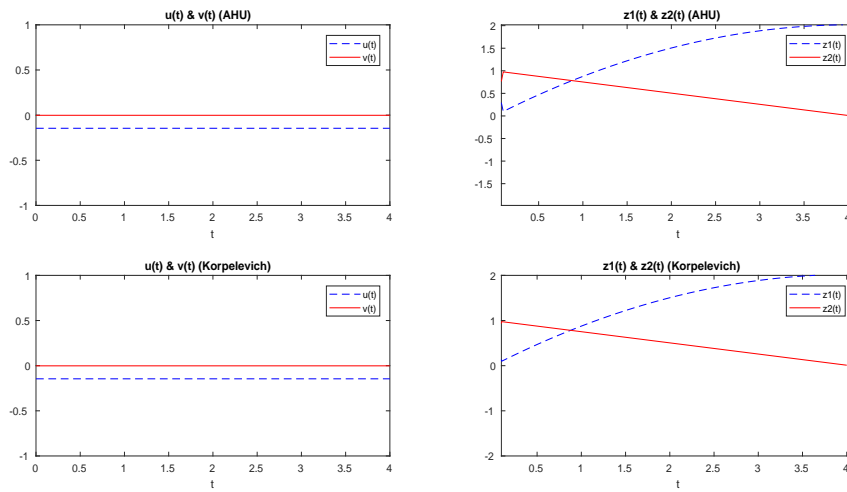 u(t) & v(t) (AHU)
1
0.5
0
-0.5
-1
0 0.5 1 1.5 2 2.5 3 3.5 4
t
u(t)
v(t)
z1(t) & z2(t) (AHU)
2
1.5
1
0.5
0
-0.5
-1
-1.5
0.5 1 1.5 2 2.5 3 3.5 4
t
z1(t)
z2(t)
u(t) & v(t) (Korpelevich)
1
0.5
0
-0.5
-1
0 0.5 1 1.5 2 2.5 3 3.5 4
t
u(t)
v(t)
z1(t) & z2(t) (Korpelevich)
2
1
0
-1
-2
0.5 1 1.5 2 2.5 3 3.5 4
t
z1(t)
z2(t)